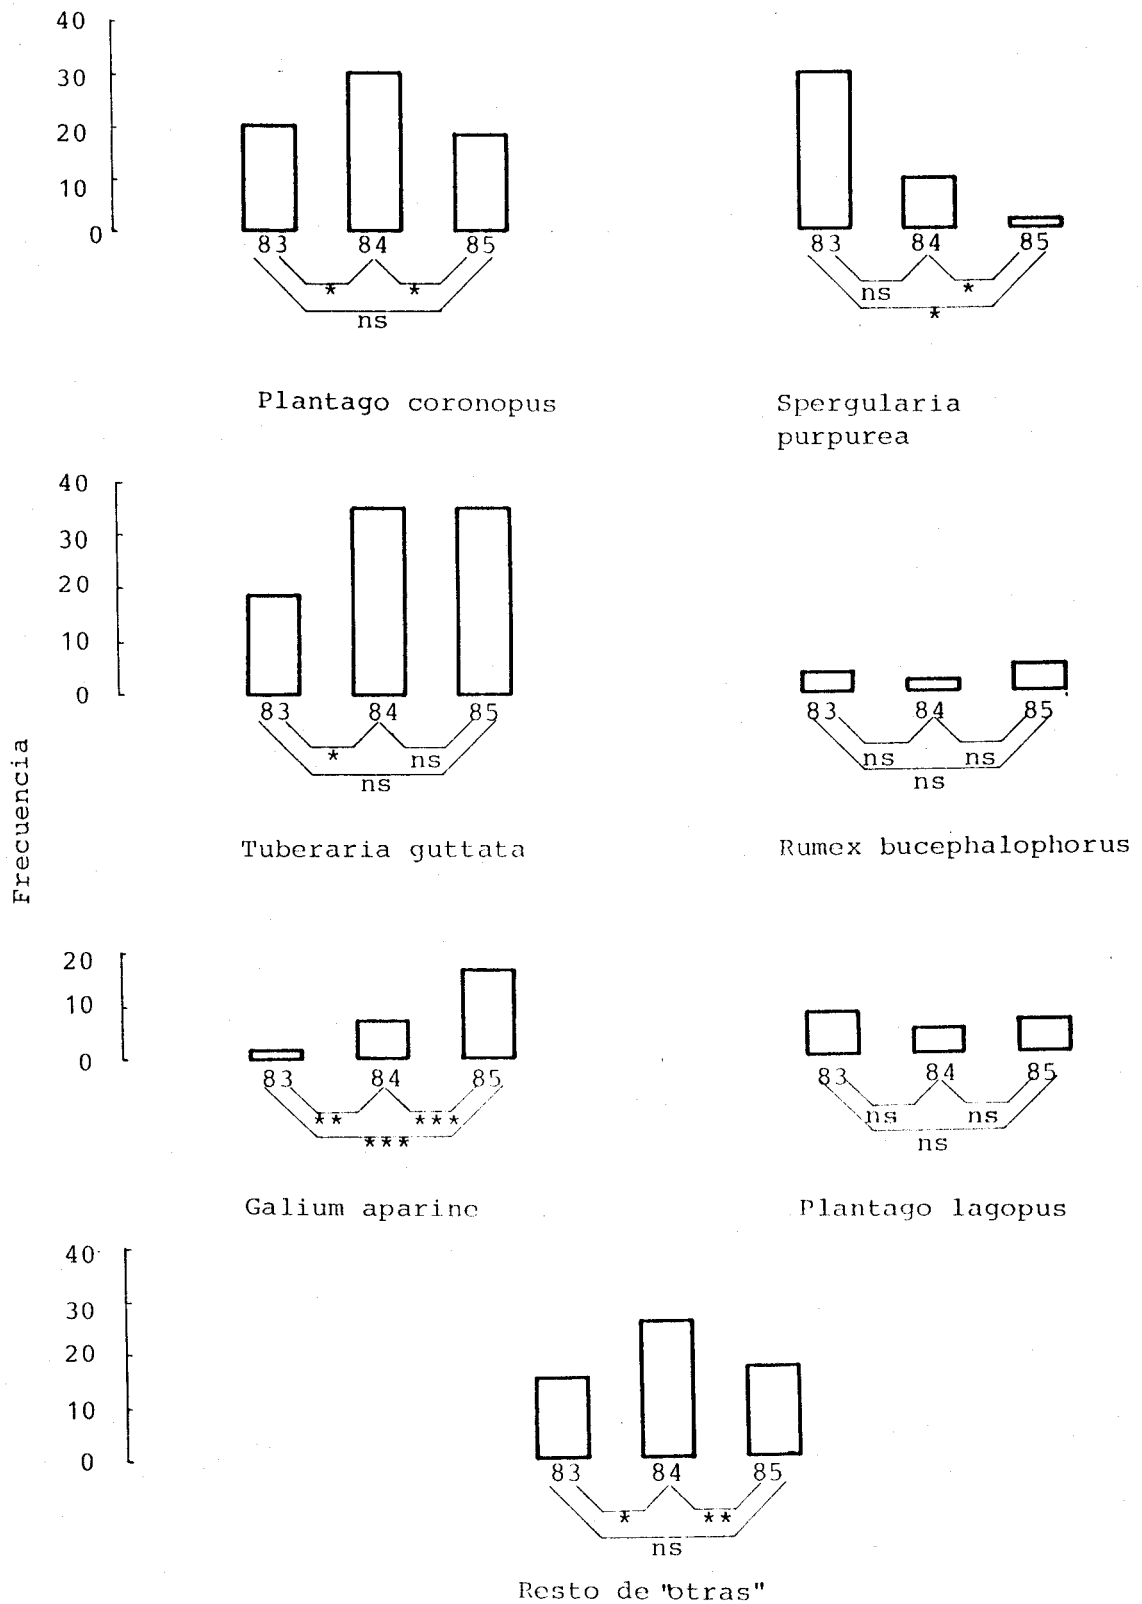 40
30
20
10
0
83 84 85
* *
ns
Plantago coronopus
83 84 85
ns *
*
Spergularia
purpurea
40
30
20
10
0
83 84 85
* ns
ns
Tuberaria guttata
83 84 85
ns ns
ns
Rumex bucephalophorus
Frecuencia
20
10
0
83 84 85
** ***
***
Galium aparine
83 84 85
ns ns
ns
Plantago lagopus
40
30
20
10
0
83 84 85
* **
ns
Resto de "otras"